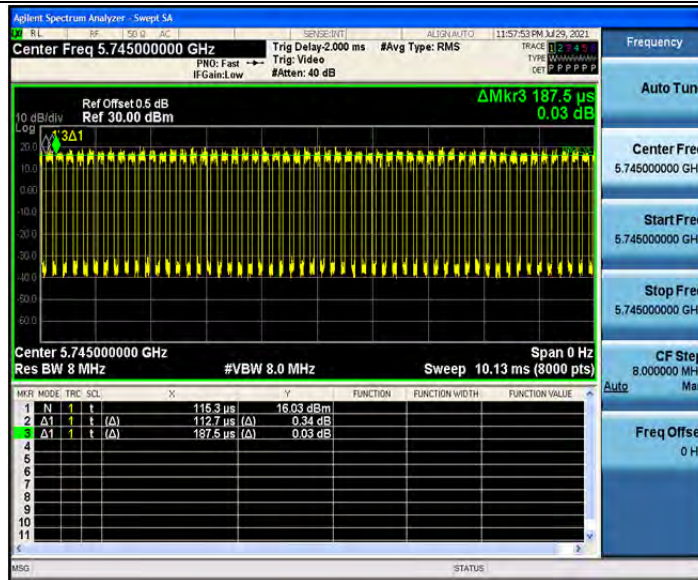 Agilent Spectrum Analyzer - Swept SA
RL RF 50 Ω AC SENSE:INT ALIGNAUTO 11:57:53 PM Jul 29, 2021
Center Freq 5.745000000 GHz
PNO: Fast
IFGain:Low
Trig Delay-2.000 ms
Trig: Video
#Atten: 40 dB
#Avg Type: RMS
TRACE 1 2 3 4 5 6
TYPE
DET P P P P P P
Ref Offset 0.5 dB
Ref 30.00 dBm
10 dB/div
Log
ΔMkr3 187.5 µs
0.03 dB
3Δ1
20.0
10.0
0.00
-10.0
-20.0
-30.0
-40.0
-50.0
-60.0
Center 5.745000000 GHz
Span 0 Hz
Res BW 8 MHz
#VBW 8.0 MHz
Sweep 10.13 ms (8000 pts)
MKR MODE TRC SCL X Y FUNCTION FUNCTION WIDTH FUNCTION VALUE
1 N 1 t 115.3 µs 16.03 dBm
2 Δ1 1 t (Δ) 112.7 µs (Δ) 0.34 dB
3 Δ1 1 t (Δ) 187.5 µs (Δ) 0.03 dB
4
5
6
7
8
9
10
11
MSG
STATUS
Frequency
Auto Tun
Center Fre
5.745000000 GH
Start Fre
5.745000000 GH
Stop Fre
5.745000000 GH
CF Step
8.000000 MH
Auto Ma
Freq Offse
0 H